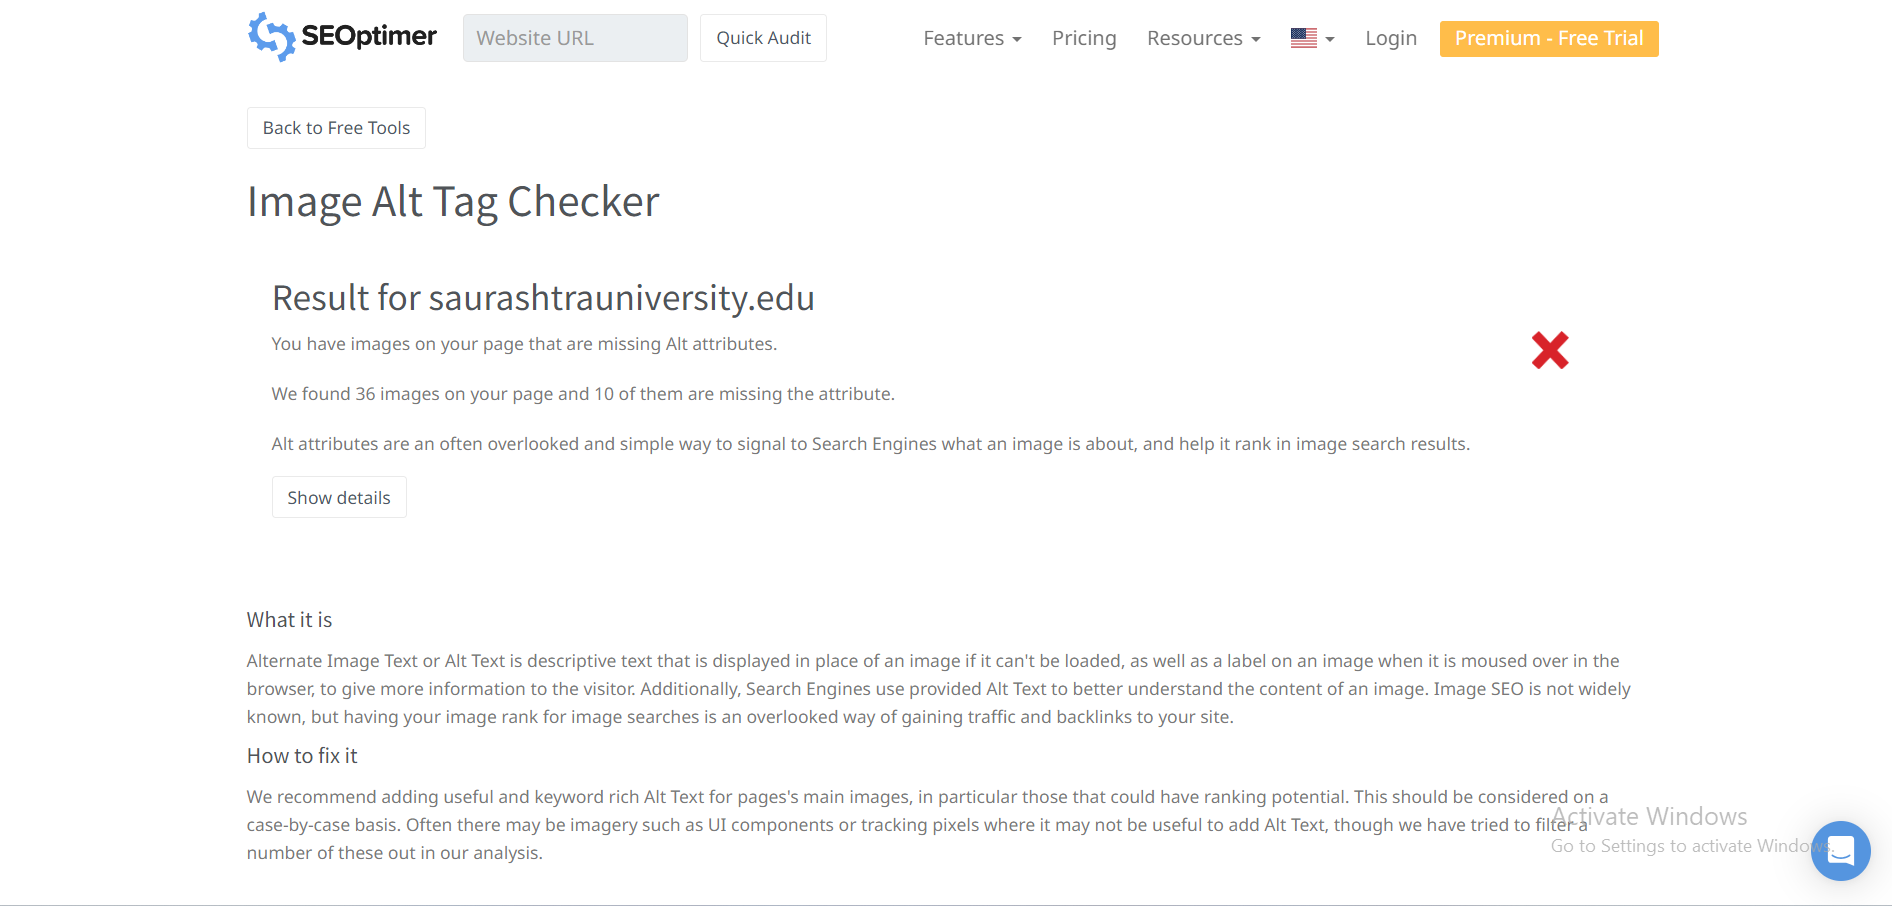 SEOptimer
Website URL
Quick Audit
Features
Pricing
Resources
Login
Premium - Free Trial
Back to Free Tools
Image Alt Tag Checker
Result for saurashtrauniversity.edu
You have images on your page that are missing Alt attributes.
We found 36 images on your page and 10 of them are missing the attribute.
Alt attributes are an often overlooked and simple way to signal to Search Engines what an image is about, and help it rank in image search results.
Show details
What it is
Alternate Image Text or Alt Text is descriptive text that is displayed in place of an image if it can't be loaded, as well as a label on an image when it is moused over in the
browser, to give more information to the visitor. Additionally, Search Engines use provided Alt Text to better understand the content of an image. Image SEO is not widely
known, but having your image rank for image searches is an overlooked way of gaining traffic and backlinks to your site.
How to fix it
We recommend adding useful and keyword rich Alt Text for pages's main images, in particular those that could have ranking potential. This should be considered on a
case-by-case basis. Often there may be imagery such as UI components or tracking pixels where it may not be useful to add Alt Text, though we have tried to filter a
number of these out in our analysis.
Activate Windows
Go to Settings to activate Windows.